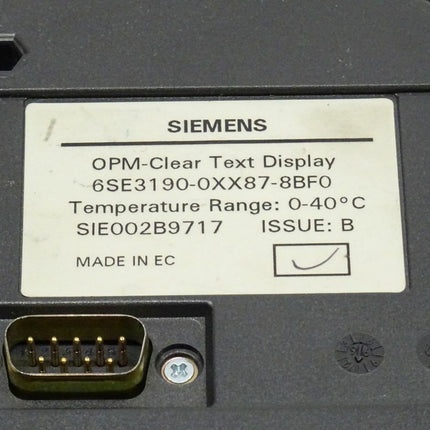 SIEMENS
OPM-Clear Text Display
6SE3190-0XX87-8BF0
Temperature Range: 0-40°C
SIE002B9717 ISSUE: B
MADE IN EC